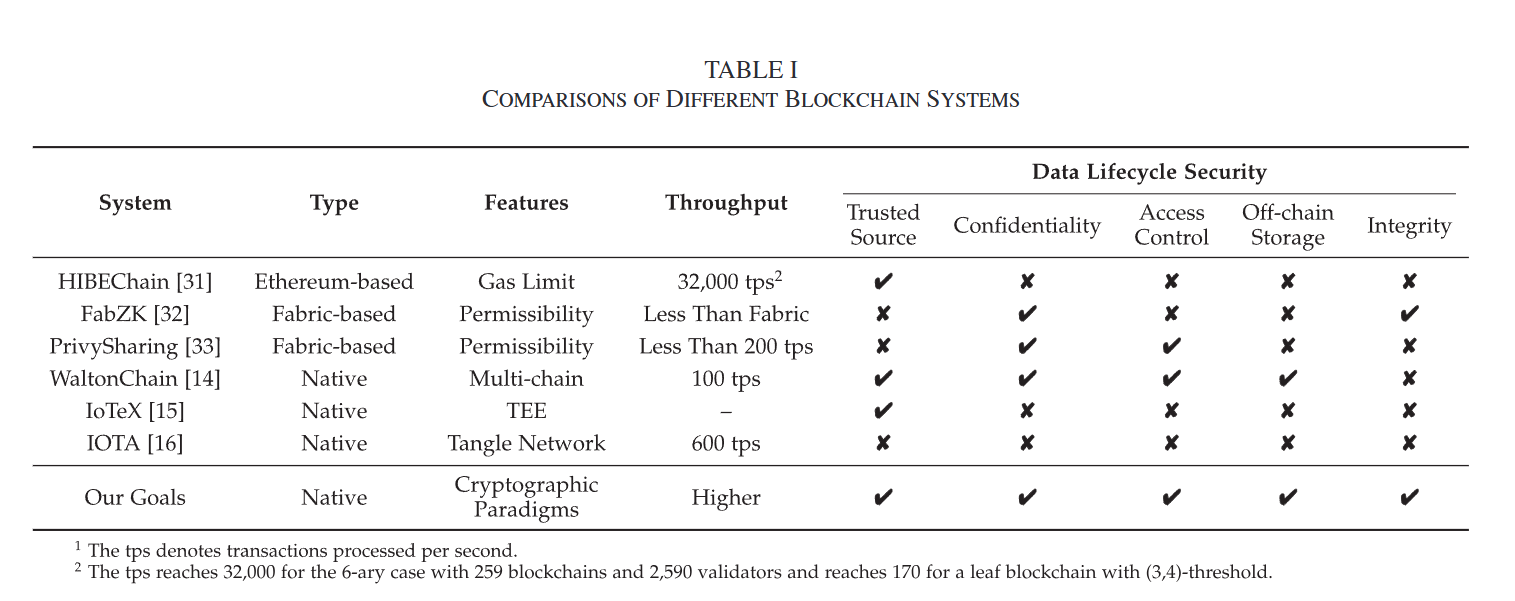 TABLE I
COMPARISONS OF DIFFERENT BLOCKCHAIN SYSTEMS
System Type Features Throughput Data Lifecycle Security
Trusted Source Confidentiality Access Control Off-chain Storage Integrity
HIBEChain [31] Ethereum-based Gas Limit 32,000 tps² ✔ ✘ ✘ ✘ ✘
FabZK [32] Fabric-based Permissibility Less Than Fabric ✘ ✔ ✘ ✘ ✔
PrivySharing [33] Fabric-based Permissibility Less Than 200 tps ✘ ✔ ✔ ✘ ✘
WaltonChain [14] Native Multi-chain 100 tps ✔ ✔ ✔ ✔ ✘
IoTeX [15] Native TEE – ✔ ✘ ✘ ✘ ✘
IOTA [16] Native Tangle Network 600 tps ✘ ✘ ✘ ✘ ✘
Our Goals Native Cryptographic Paradigms Higher ✔ ✔ ✔ ✔ ✔
¹ The tps denotes transactions processed per second.
² The tps reaches 32,000 for the 6-ary case with 259 blockchains and 2,590 validators and reaches 170 for a leaf blockchain with (3,4)-threshold.